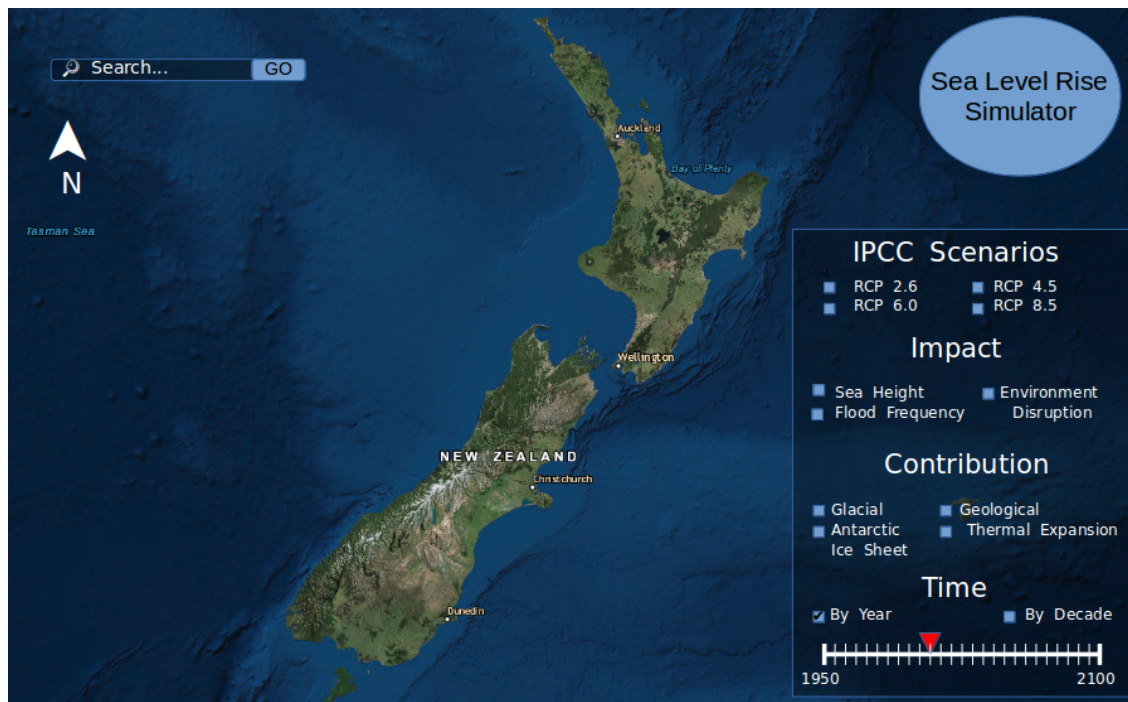 Search... GO
Sea Level Rise
Simulator
N
Auckland
Bay of Plenty
Tasman Sea
Wellington
NEW ZEALAND
Christchurch
Dunedin
IPCC Scenarios
RCP 2.6 RCP 4.5
RCP 6.0 RCP 8.5
Impact
Sea Height Environment
Flood Frequency Disruption
Contribution
Glacial Geological
Antarctic Thermal Expansion
Ice Sheet
Time
By Year By Decade
1950 2100